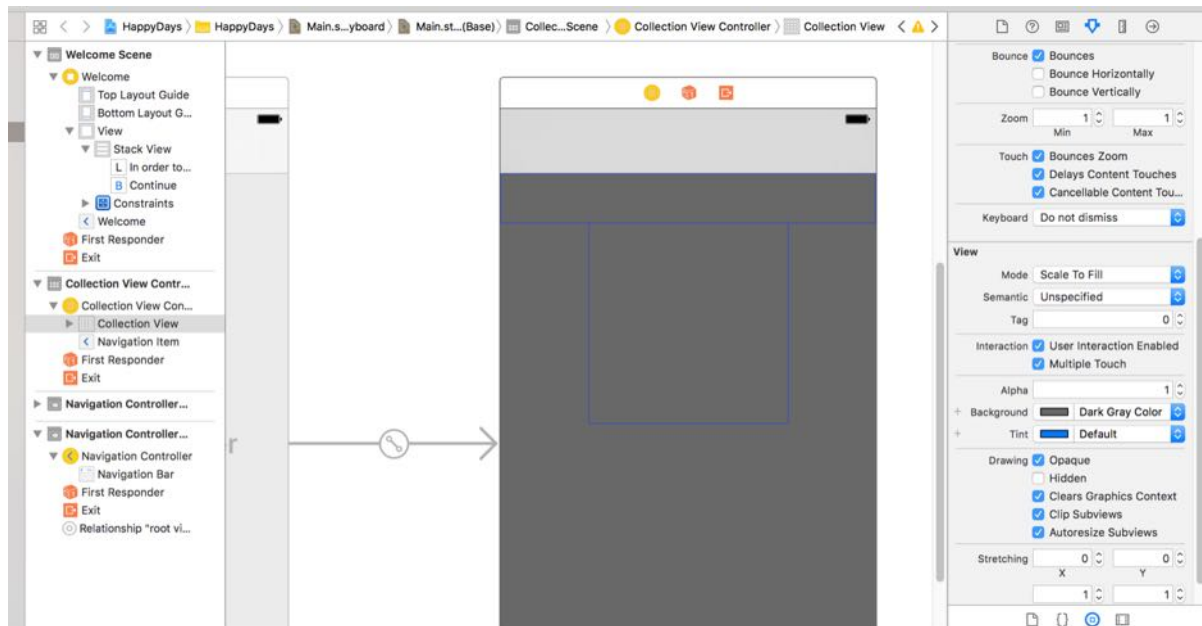 HappyDays HappyDays Main.s...yboard Main.st...(Base) Collec...Scene Collection View Controller Collection View
Welcome Scene
Welcome
Top Layout Guide
Bottom Layout G...
View
Stack View
L In order to...
B Continue
Constraints
Welcome
First Responder
Exit
Collection View Contr...
Collection View Con...
Collection View
Navigation Item
First Responder
Exit
Navigation Controller...
Navigation Controller...
Navigation Controller
Navigation Bar
First Responder
Exit
Relationship "root vi...
r
Bounce Bounces
Bounce Horizontally
Bounce Vertically
Zoom 1 1
Min Max
Touch Bounces Zoom
Delays Content Touches
Cancellable Content Tou...
Keyboard Do not dismiss
View
Mode Scale To Fill
Semantic Unspecified
Tag 0
Interaction User Interaction Enabled
Multiple Touch
Alpha 1
+ Background Dark Gray Color
+ Tint Default
Drawing Opaque
Hidden
Clears Graphics Context
Clip Subviews
Autoresize Subviews
Stretching 0 0
X Y
1 1